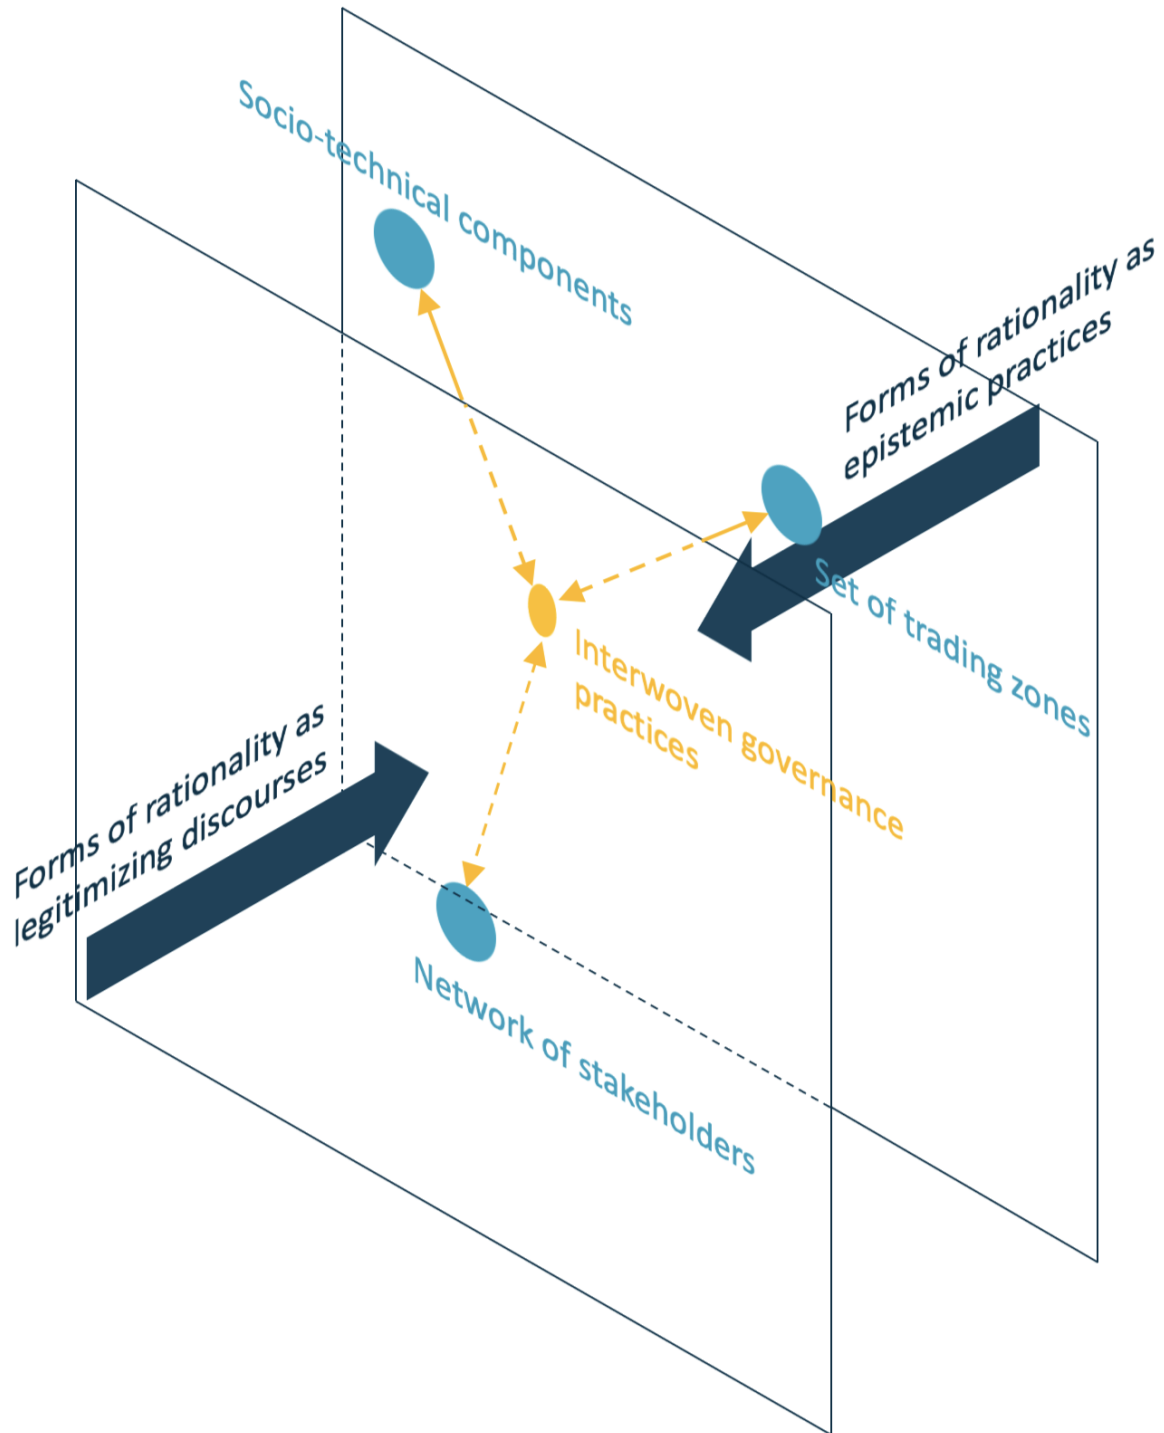 Socio-technical components
Forms of rationality as
epistemic practices
Set of trading zones
Interwoven governance
practices
Forms of rationality as
legitimizing discourses
Network of stakeholders